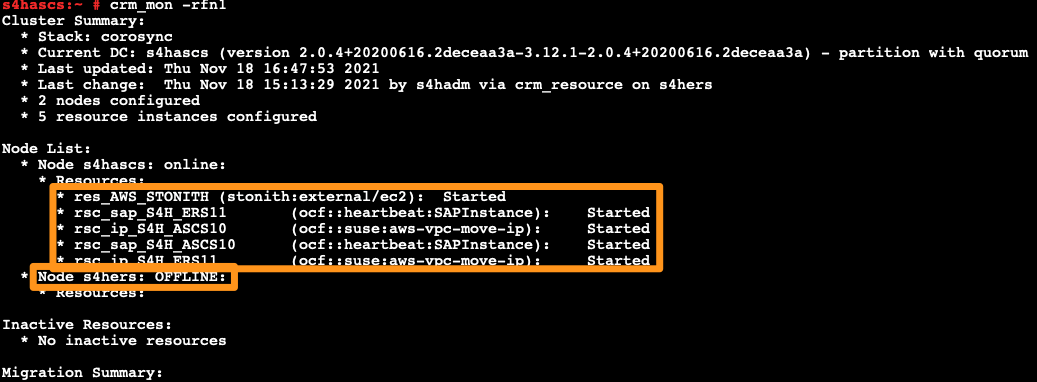 s4hascs:~ # crm_mon -rfn1
Cluster Summary:
* Stack: corosync
* Current DC: s4hascs (version 2.0.4+20200616.2deceaa3a-3.12.1-2.0.4+20200616.2deceaa3a) - partition with quorum
* Last updated: Thu Nov 18 16:47:53 2021
* Last change:  Thu Nov 18 15:13:29 2021 by s4hadm via crm_resource on s4hers
* 2 nodes configured
* 5 resource instances configured
Node List:
* Node s4hascs: online:
* Resources:
* res_AWS_STONITH (stonith:external/ec2):  Started
* rsc_sap_S4H_ERS11 (ocf::heartbeat:SAPInstance): Started
* rsc_ip_S4H_ASCS10 (ocf::suse:aws-vpc-move-ip): Started
* rsc_sap_S4H_ASCS10 (ocf::heartbeat:SAPInstance): Started
* rsc_ip_S4H_ERS11 (ocf::suse:aws-vpc-move-ip): Started
* Node s4hers: OFFLINE:
* Resources:
Inactive Resources:
* No inactive resources
Migration Summary: